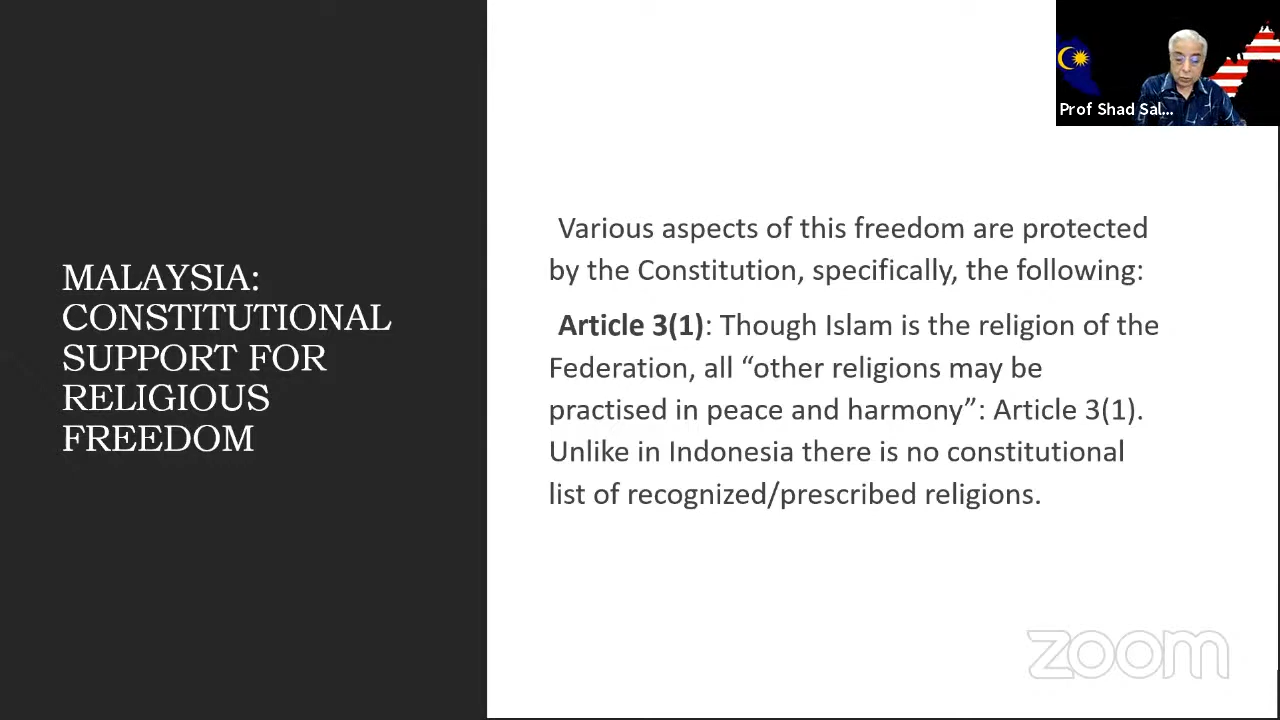 Prof Shad Sal...
MALAYSIA:
CONSTITUTIONAL
SUPPORT FOR
RELIGIOUS
FREEDOM
Various aspects of this freedom are protected
by the Constitution, specifically, the following:
Article 3(1): Though Islam is the religion of the
Federation, all “other religions may be
practised in peace and harmony”: Article 3(1).
Unlike in Indonesia there is no constitutional
list of recognized/prescribed religions.
zoom